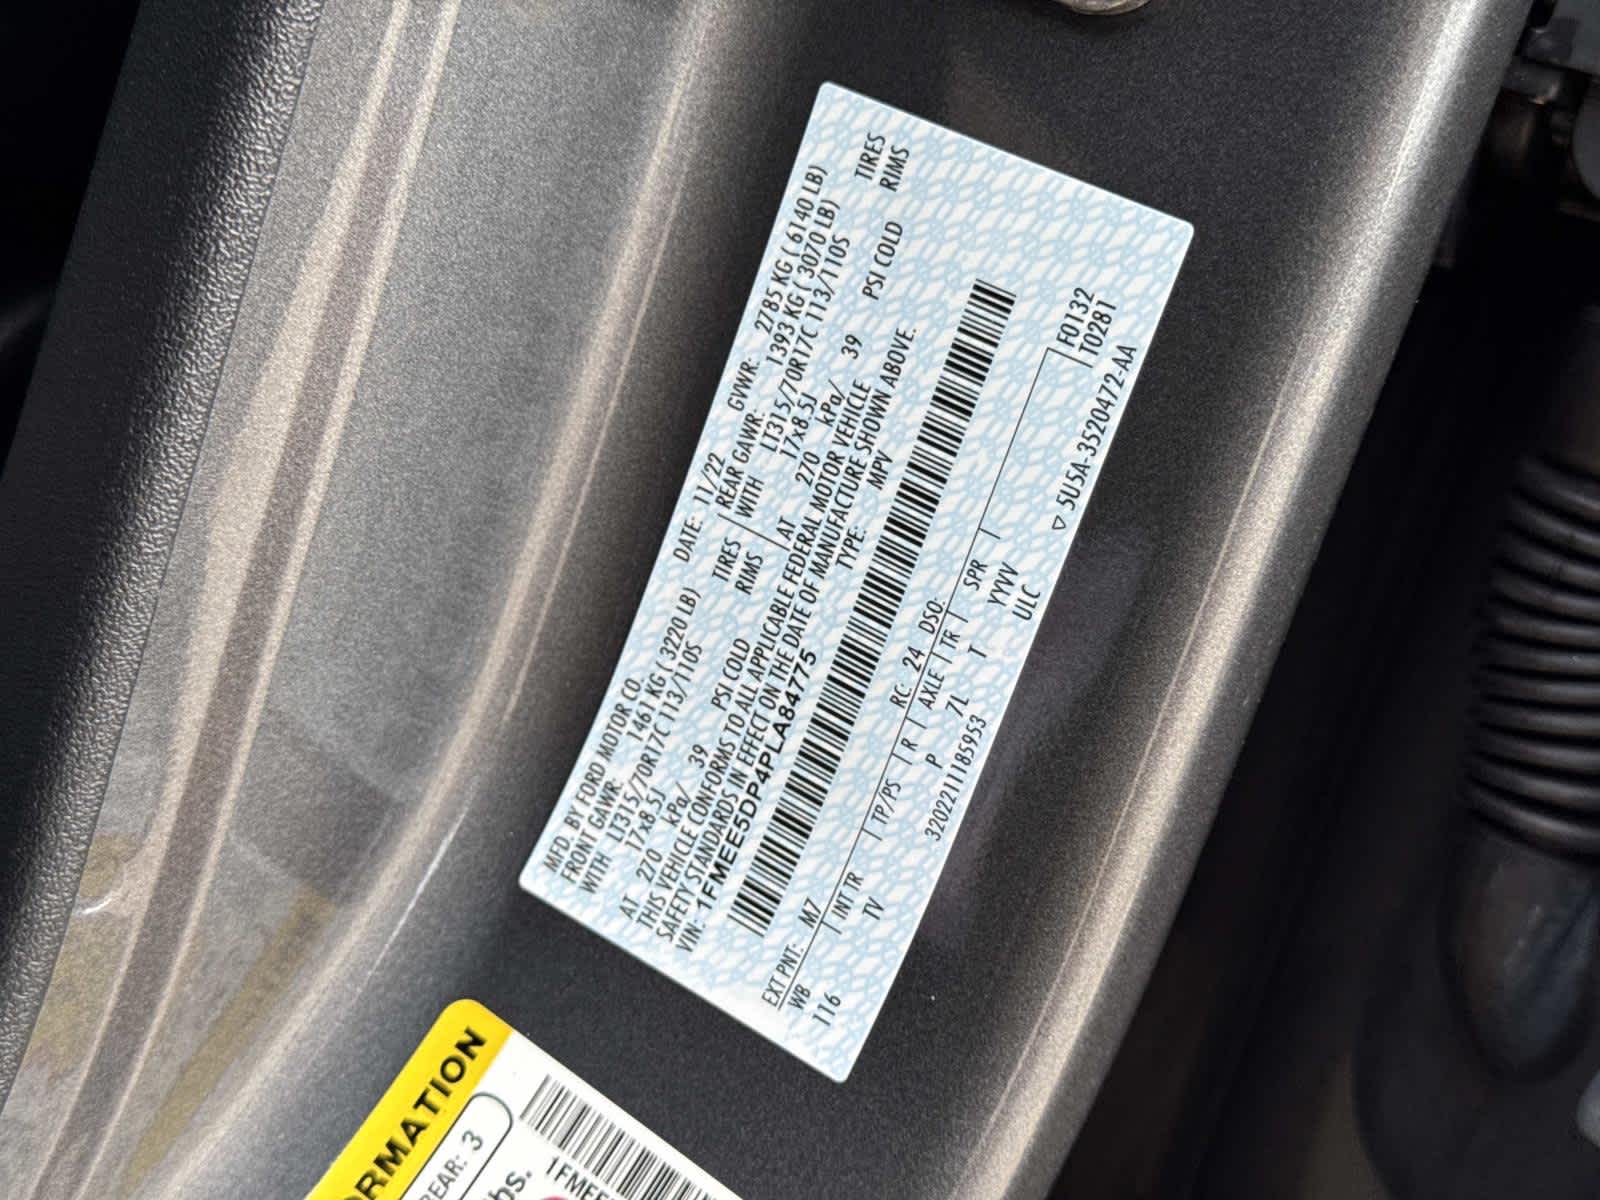 MFD. BY FORD MOTOR CO. DATE: 11/22 GVWR: 2785 KG ( 6140 LB)
FRONT GAWR: 1461 KG ( 3220 LB) REAR GAWR: 1393 KG ( 3070 LB)
WITH LT315/70R17C 113/110S TIRES WITH LT315/70R17C 113/110S TIRES
17x8.5J RIMS 17x8.5J RIMS
AT 270 kPa/ 39 PSI COLD AT 270 kPa/ 39 PSI COLD
THIS VEHICLE CONFORMS TO ALL APPLICABLE FEDERAL MOTOR VEHICLE
SAFETY STANDARDS IN EFFECT ON THE DATE OF MANUFACTURE SHOWN ABOVE.
VIN: 1FMEE5DP4PLA84775 TYPE: MPV
EXT PNT: M7 RC: 24 DSO: F0132
WB INT TR TP/PS R AXLE TR SPR T0281
116 TV P ZL T YYYV
320221185953 ULC ▽ 5U5A-3520472-AA
ORMATION
REAR: 3
bs.
1FMEE